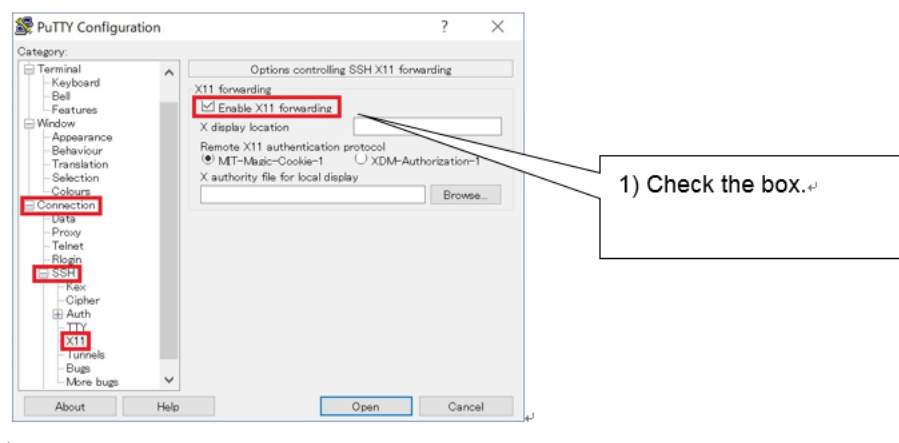 PuTTY Configuration ? ×
Category:
Terminal
Keyboard
Bell
Features
Window
Appearance
Behaviour
Translation
Selection
Colours
Connection
Data
Proxy
Telnet
Rlogin
SSH
Kex
Cipher
Auth
TTY
X11
Tunnels
Bugs
More bugs
Options controlling SSH X11 forwarding
X11 forwarding
Enable X11 forwarding
X display location
Remote X11 authentication protocol
MIT-Magic-Cookie-1 XDM-Authorization-1
X authority file for local display
Browse...
About Help Open Cancel
1) Check the box.